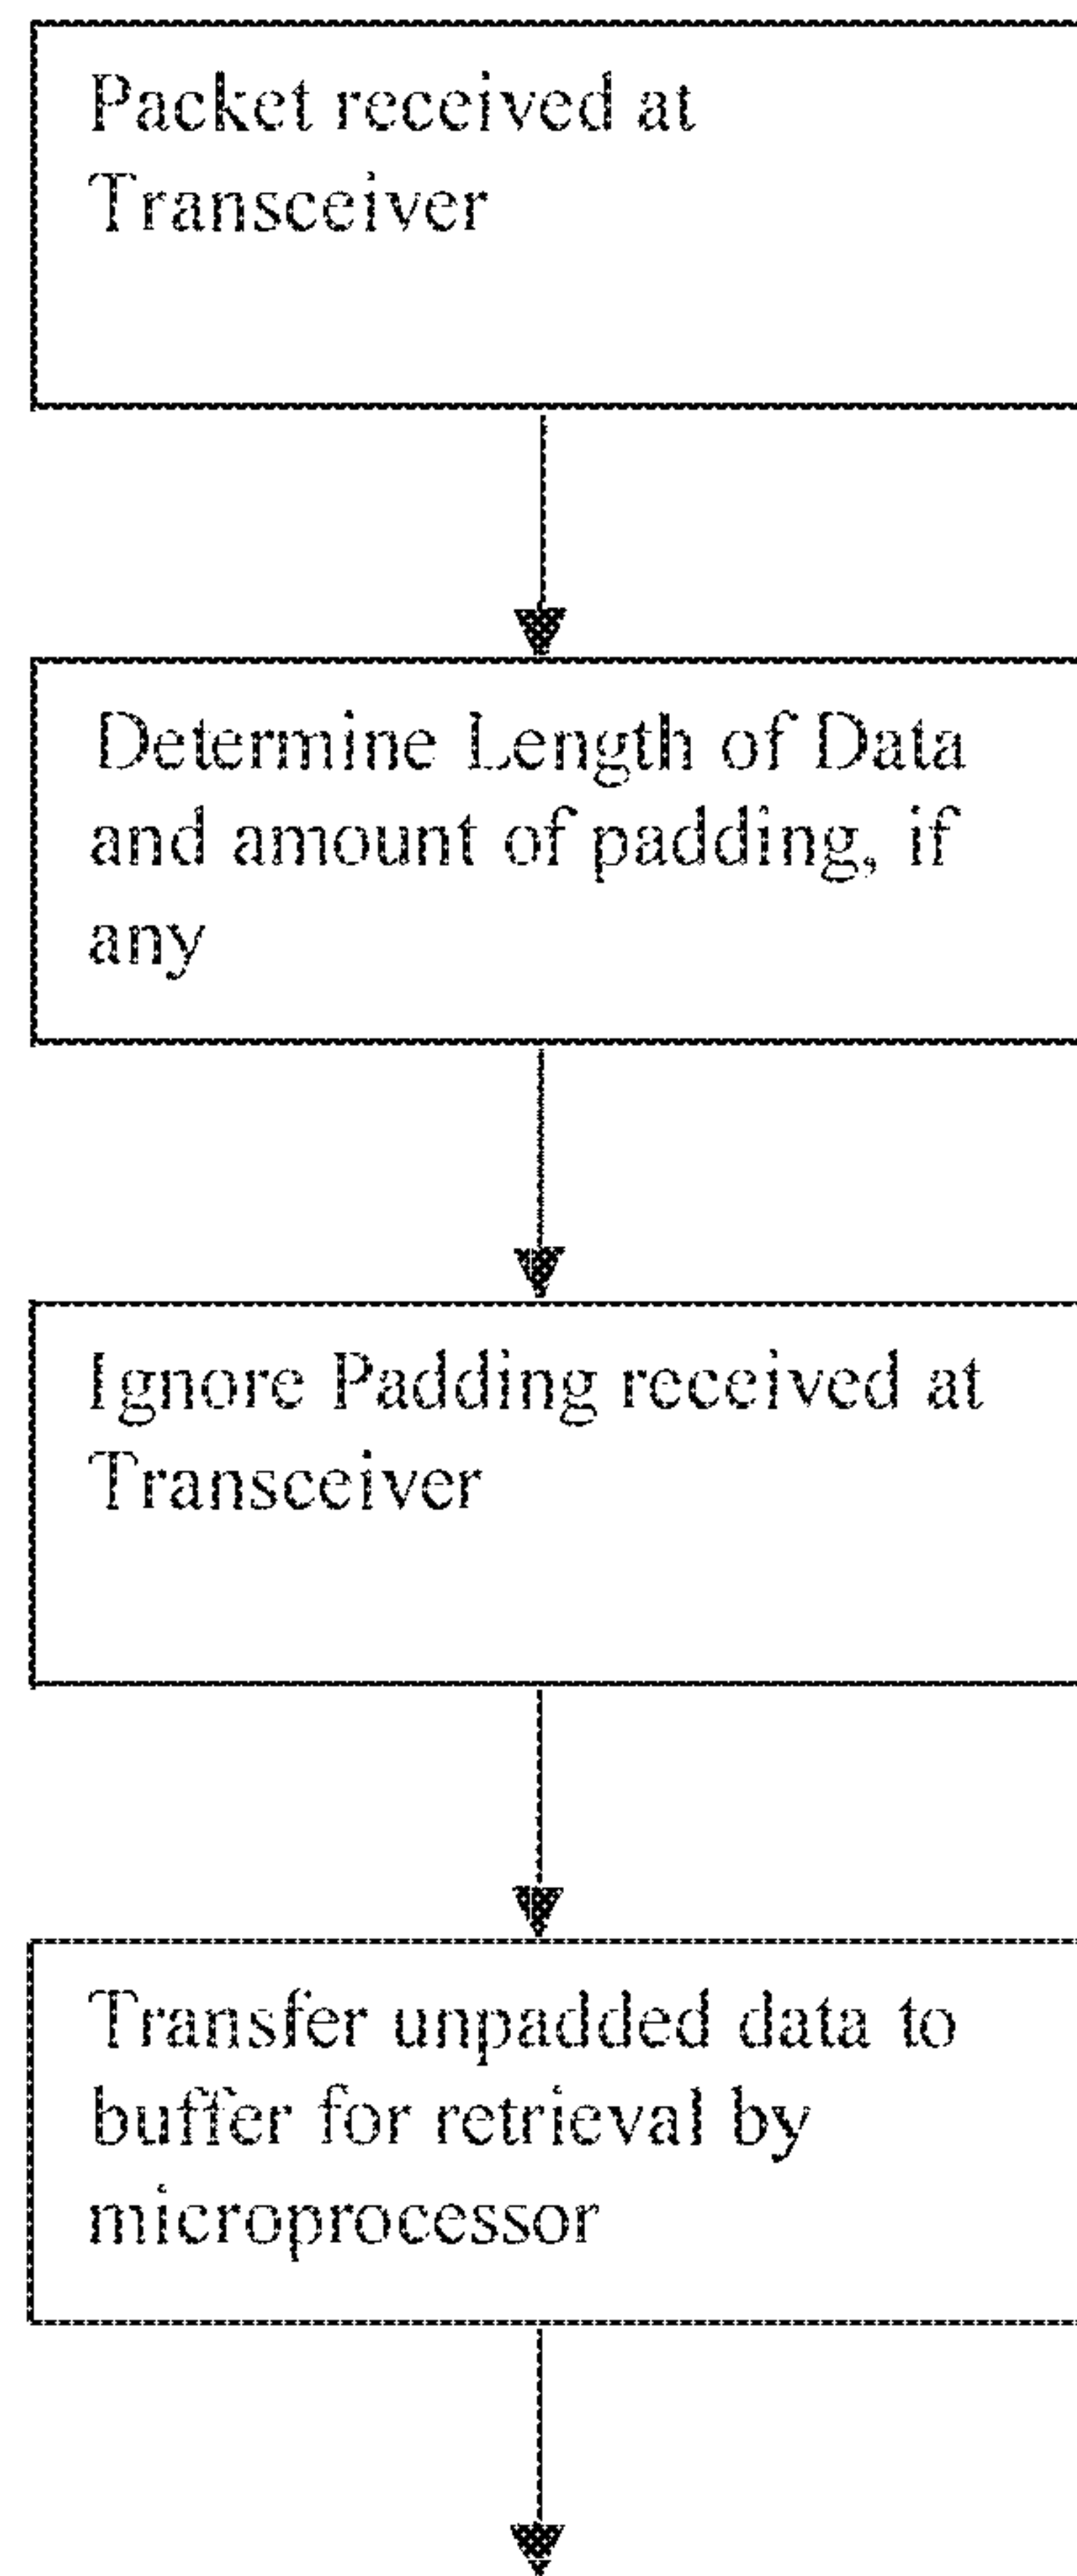 Packet received at
Transceiver
Determine Length of Data
and amount of padding, if
any
Ignore Padding received at
Transceiver
Transfer unpadded data to
buffer for retrieval by
microprocessor